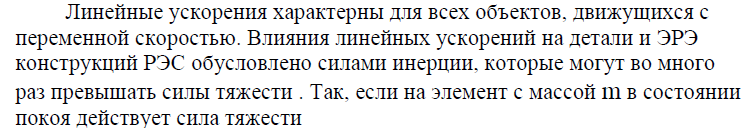 Линейные ускорения характерны для всех объектов, движущихся с
переменной скоростью. Влияния линейных ускорений на детали и ЭРЭ
конструкций РЭС обусловлено силами инерции, которые могут во много
раз превышать силы тяжести . Так, если на элемент с массой m в состоянии
покоя действует сила тяжести